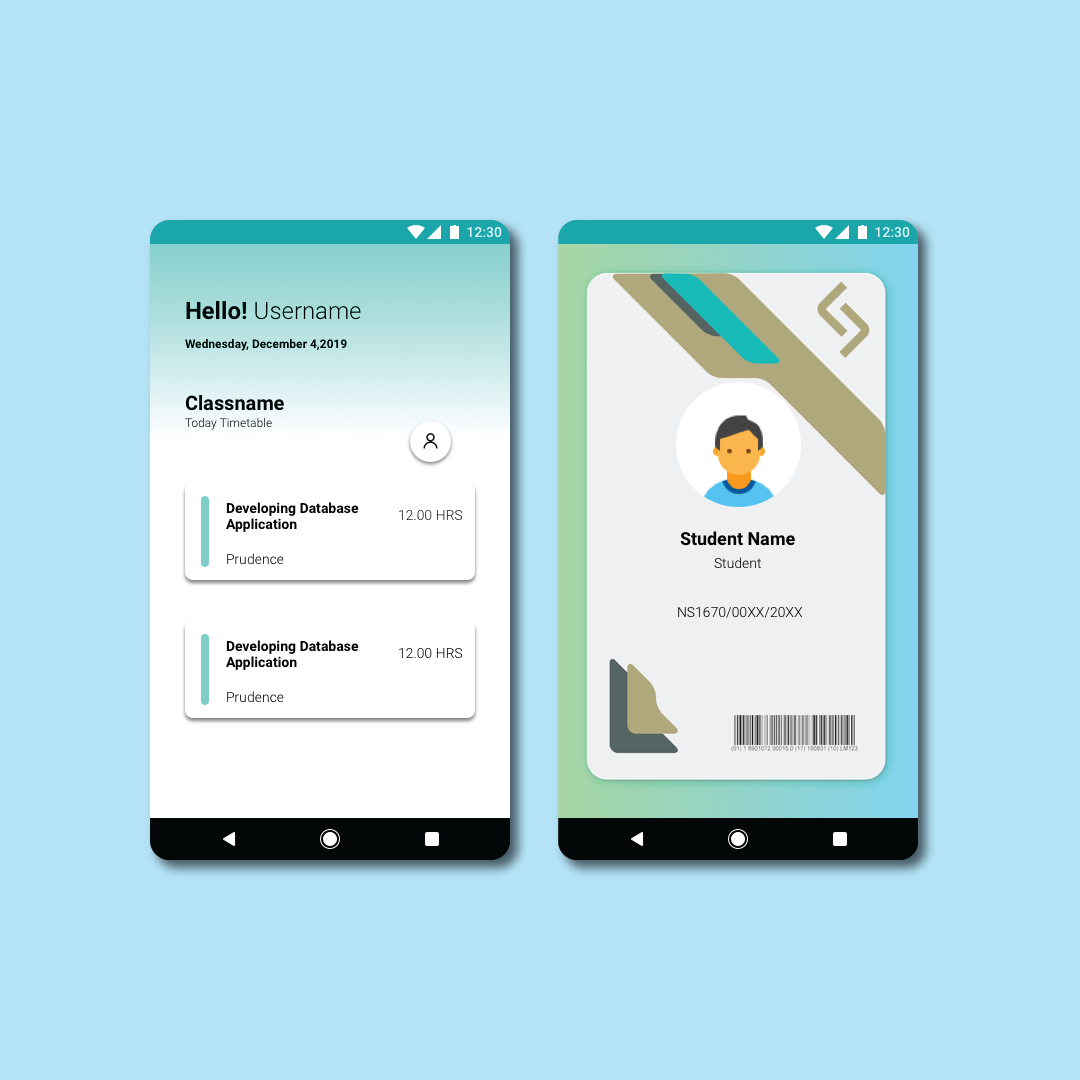 12:30
Hello! Username
Wednesday, December 4,2019
Classname
Today Timetable
Developing Database
Application
12.00 HRS
Prudence
Developing Database
Application
12.00 HRS
Prudence
12:30
Student Name
Student
NS1670/00XX/20XX
(01) 1 8901072 00015 0 (17) 190831 (10) LM123